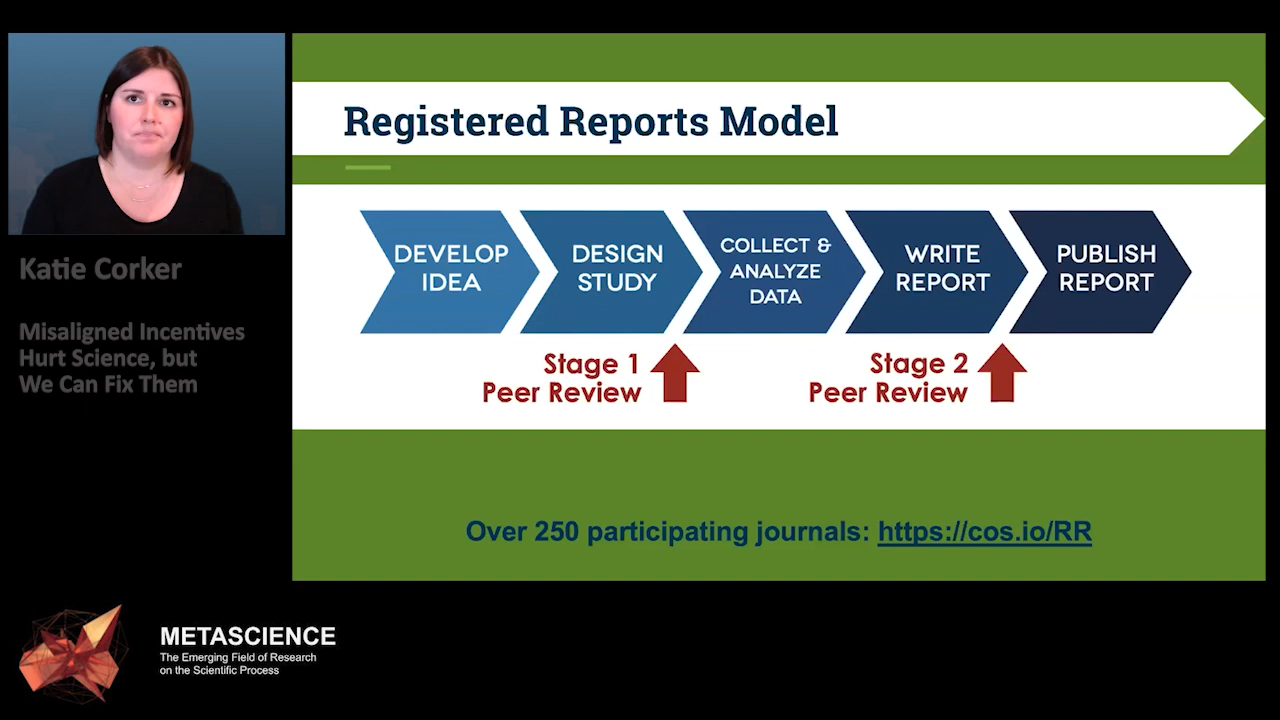 Katie Corker
Misaligned Incentives
Hurt Science, but
We Can Fix Them
Registered Reports Model
DEVELOP
IDEA
DESIGN
STUDY
COLLECT &
ANALYZE
DATA
WRITE
REPORT
PUBLISH
REPORT
Stage 1
Peer Review
Stage 2
Peer Review
Over 250 participating journals: https://cos.io/RR
METASCIENCE
The Emerging Field of Research
on the Scientific Process